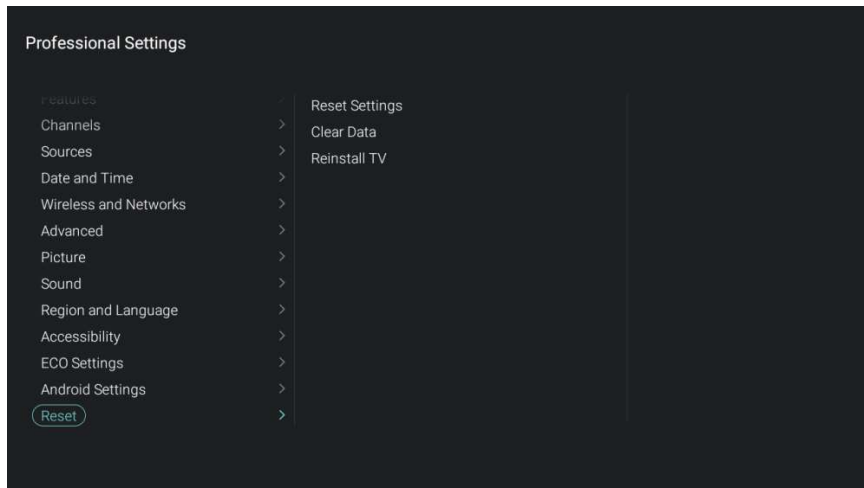 Professional Settings
Features
Channels
Sources
Date and Time
Wireless and Networks
Advanced
Picture
Sound
Region and Language
Accessibility
ECO Settings
Android Settings
Reset
Reset Settings
Clear Data
Reinstall TV